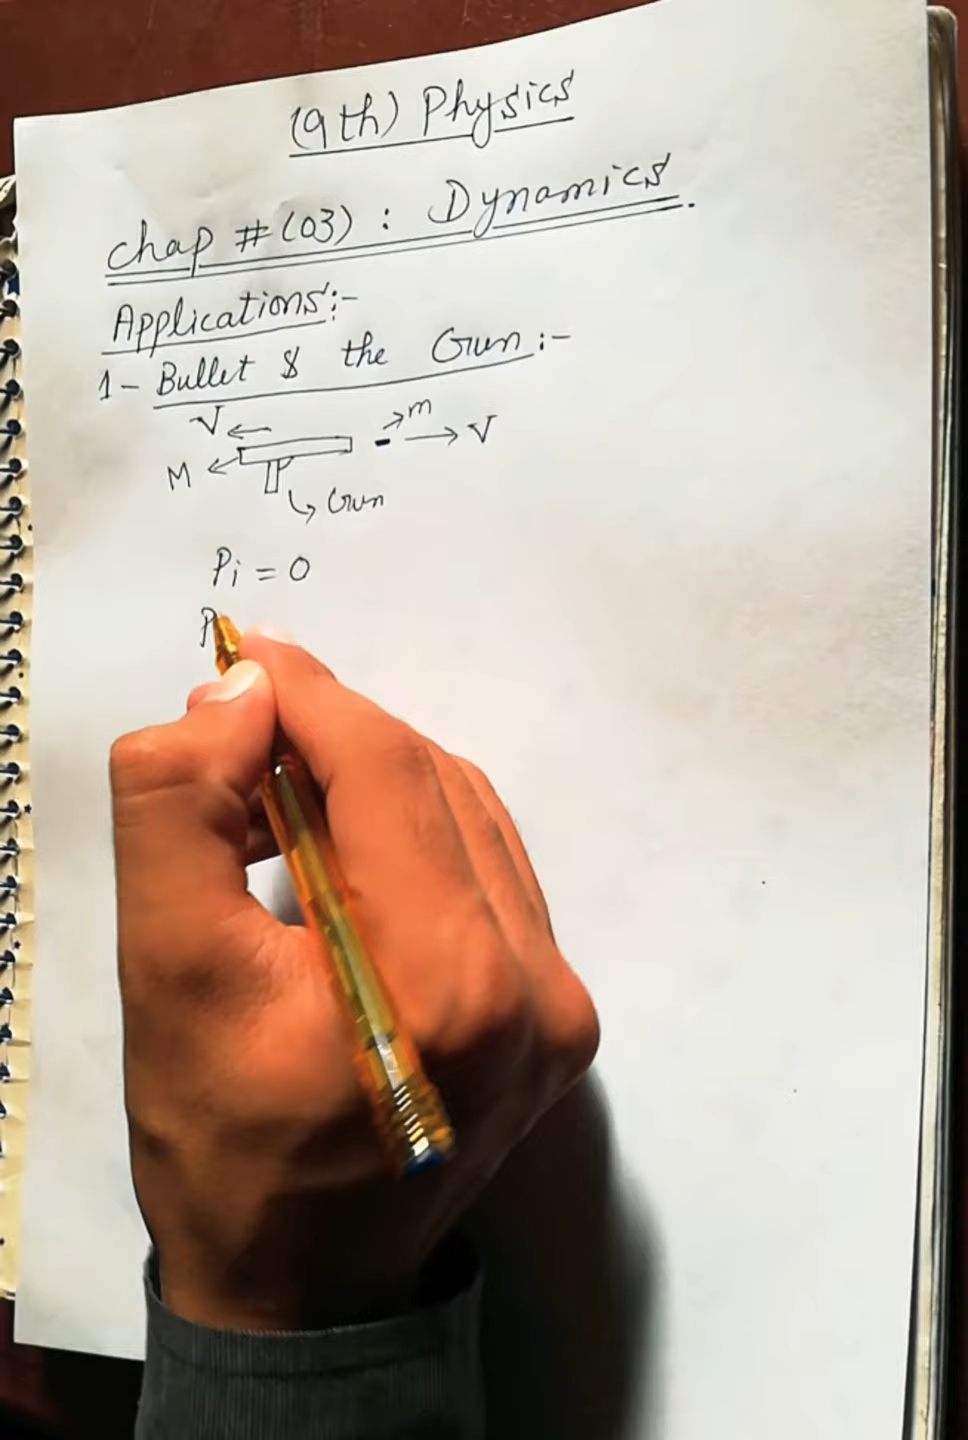 (9th) Physics
Chap # (03) : Dynamics.
Applications:-
1- Bullet & the Gun:-
V ← → m → V
M ←
↳ Gun
Pi = 0
P